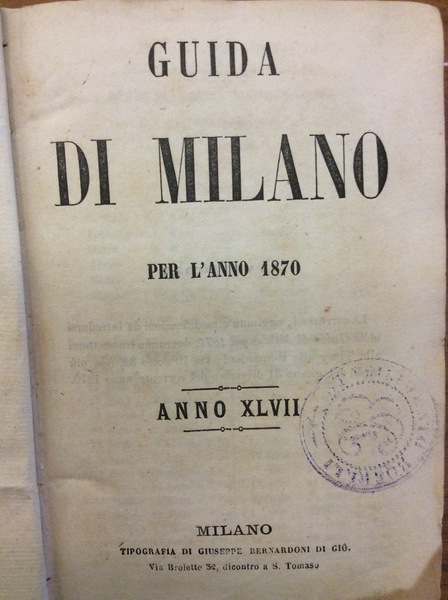 GUIDA
DI MILANO
PER L'ANNO 1870
ANNO XLVII
MILANO
TIPOGRAFIA DI GIUSEPPE BERNARDONI DI GIÒ.
Via Broletto 32, dicontro a S. Tomaso